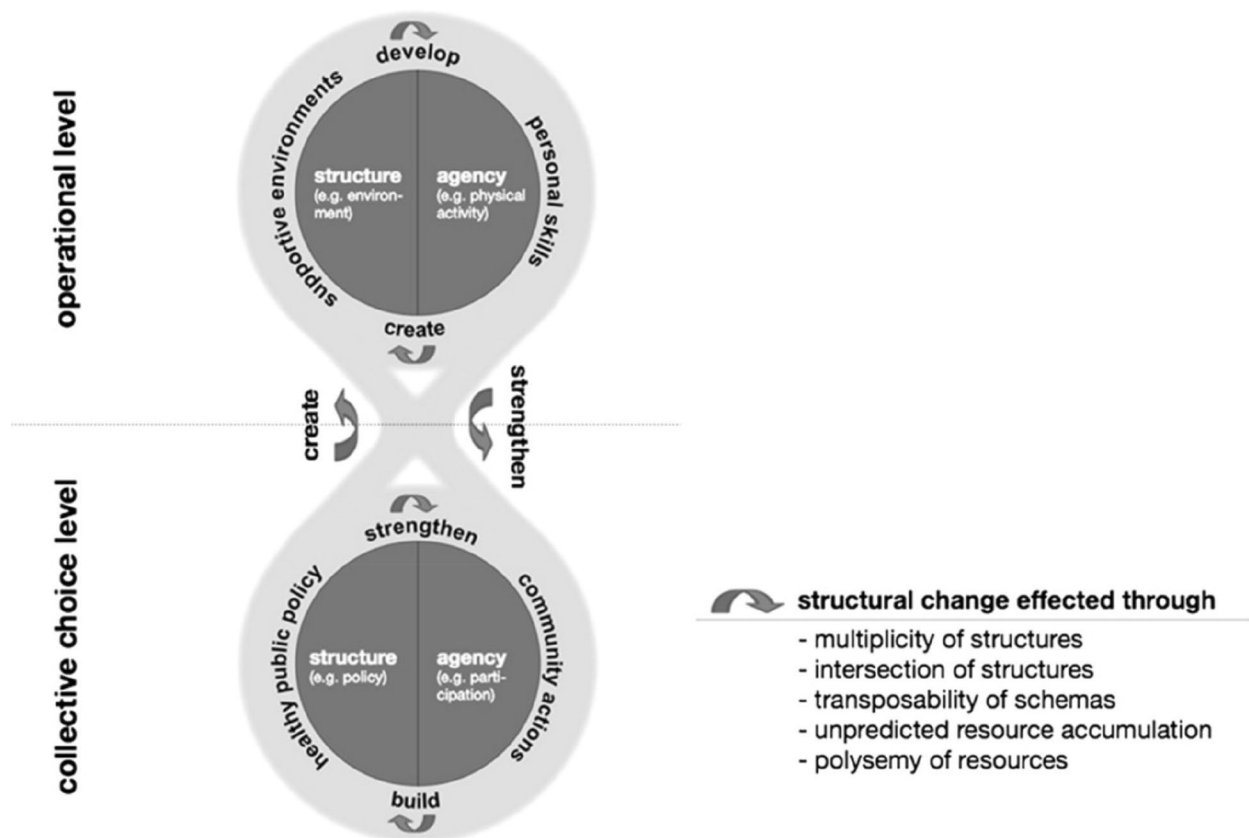 operational level
develop
supportive environments
personal skills
structure
(e.g. environ-
ment)
agency
(e.g. physical
activity)
create
create
strengthen
collective choice level
strengthen
healthy public policy
community actions
structure
(e.g. policy)
agency
(e.g. parti-
cipation)
build
structural change effected through
- multiplicity of structures
- intersection of structures
- transposability of schemas
- unpredicted resource accumulation
- polysemy of resources